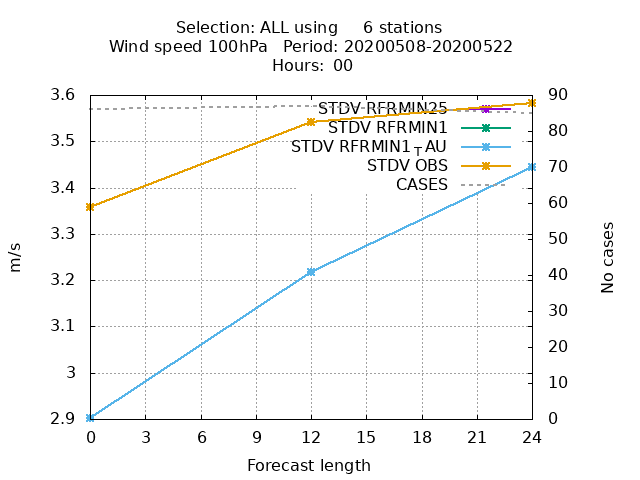 Selection: ALL using     6 stations
Wind speed 100hPa   Period: 20200508-20200522
Hours:  00
3.6
3.5
3.4
3.3
3.2
3.1
3
2.9
m/s
STDV RFRMIN25
STDV RFRMIN1
STDV RFRMIN1_TAU
STDV OBS
CASES
90
80
70
60
50
40
30
20
10
0
No cases
0 3 6 9 12 15 18 21 24
Forecast length